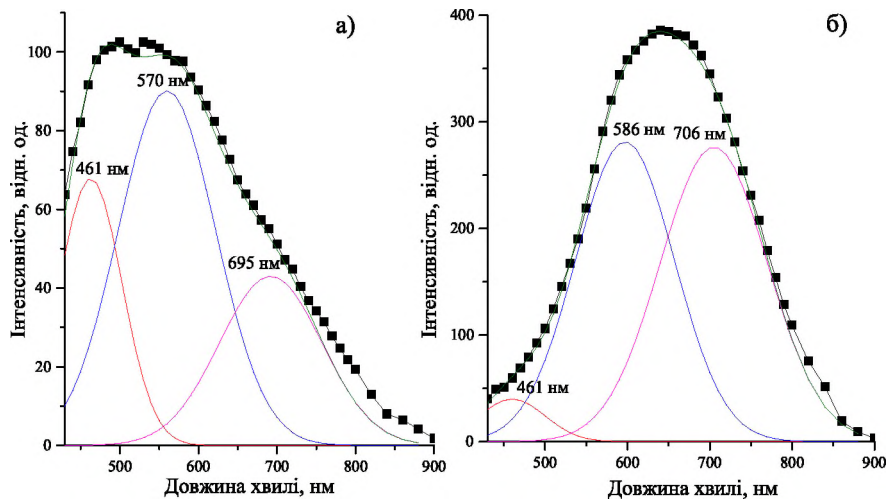 а)
Інтенсивність, відн. од.
100
80
60
40
20
0
461 нм
570 нм
695 нм
500 600 700 800 900
Довжина хвилі, нм
б)
Інтенсивність, відн. од.
400
300
200
100
0
461 нм
586 нм
706 нм
500 600 700 800 900
Довжина хвилі, нм